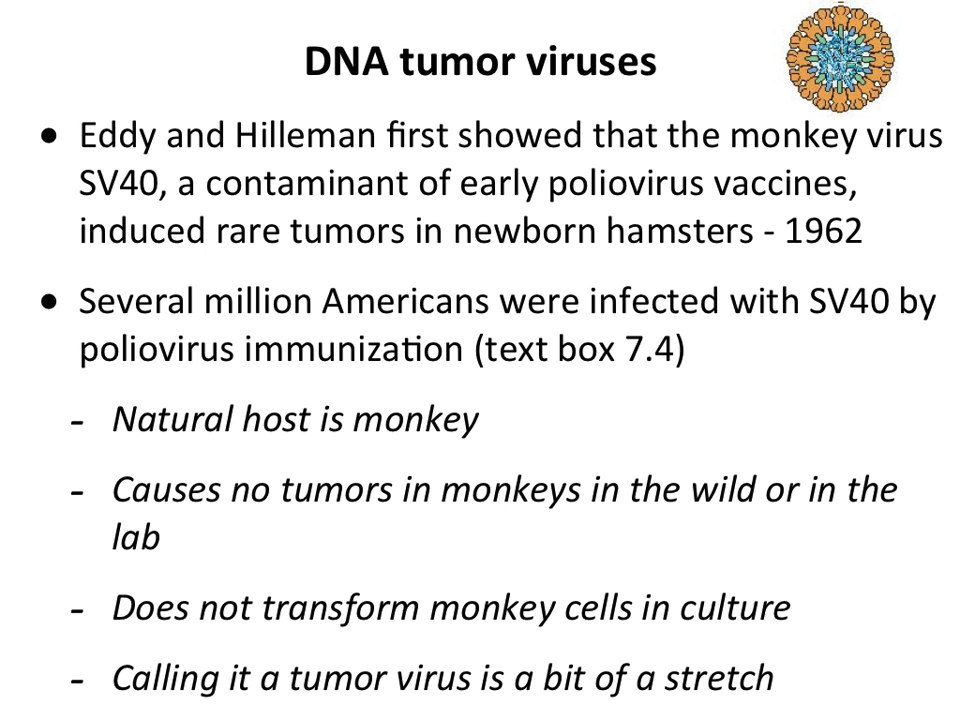 DNA tumor viruses
• Eddy and Hilleman first showed that the monkey virus
SV40, a contaminant of early poliovirus vaccines,
induced rare tumors in newborn hamsters - 1962
• Several million Americans were infected with SV40 by
poliovirus immunization (text box 7.4)
- Natural host is monkey
- Causes no tumors in monkeys in the wild or in the
lab
- Does not transform monkey cells in culture
- Calling it a tumor virus is a bit of a stretch